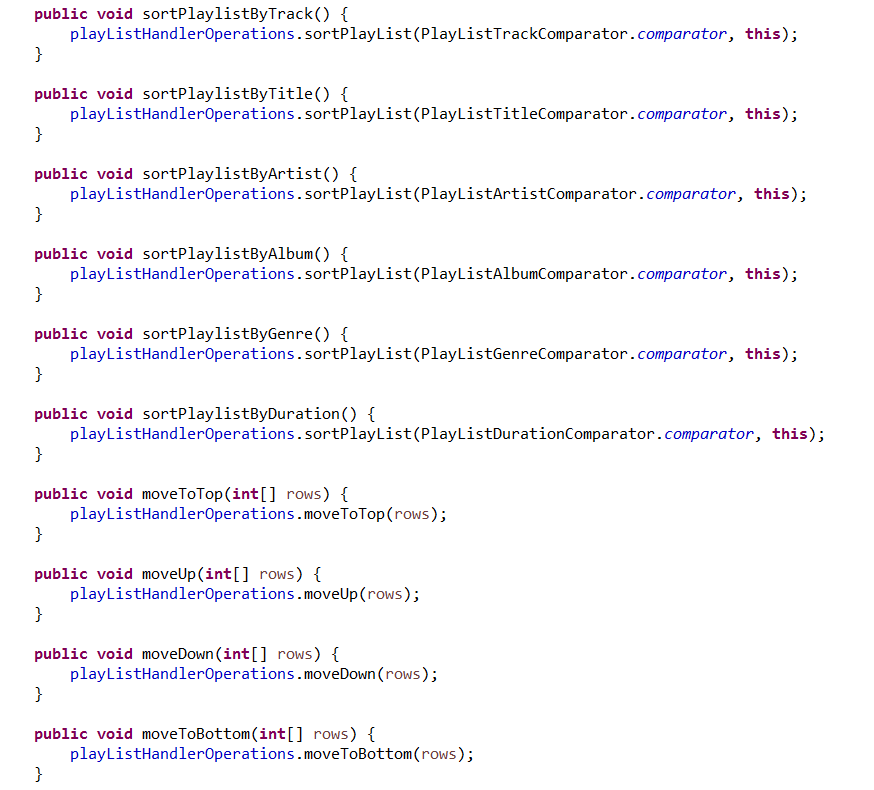 public void sortPlaylistByTrack() {
    playListHandlerOperations.sortPlayList(PlayListTrackComparator.comparator, this);
}

public void sortPlaylistByTitle() {
    playListHandlerOperations.sortPlayList(PlayListTitleComparator.comparator, this);
}

public void sortPlaylistByArtist() {
    playListHandlerOperations.sortPlayList(PlayListArtistComparator.comparator, this);
}

public void sortPlaylistByAlbum() {
    playListHandlerOperations.sortPlayList(PlayListAlbumComparator.comparator, this);
}

public void sortPlaylistByGenre() {
    playListHandlerOperations.sortPlayList(PlayListGenreComparator.comparator, this);
}

public void sortPlaylistByDuration() {
    playListHandlerOperations.sortPlayList(PlayListDurationComparator.comparator, this);
}

public void moveToTop(int[] rows) {
    playListHandlerOperations.moveToTop(rows);
}

public void moveUp(int[] rows) {
    playListHandlerOperations.moveUp(rows);
}

public void moveDown(int[] rows) {
    playListHandlerOperations.moveDown(rows);
}

public void moveToBottom(int[] rows) {
    playListHandlerOperations.moveToBottom(rows);
}